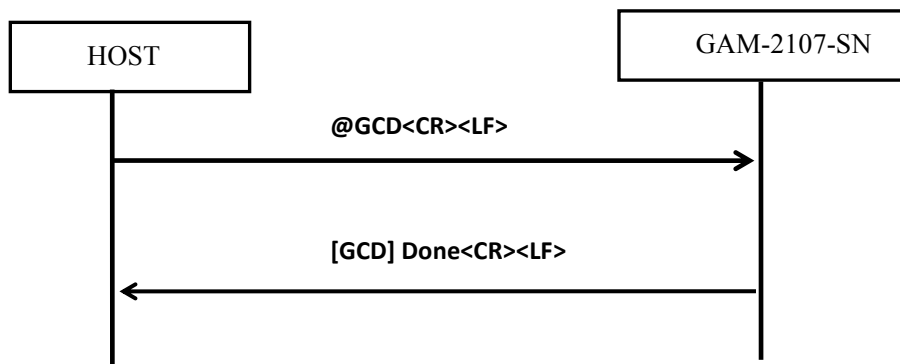 HOST
GAM-2107-SN
@GCD<CR><LF>
[GCD] Done<CR><LF>